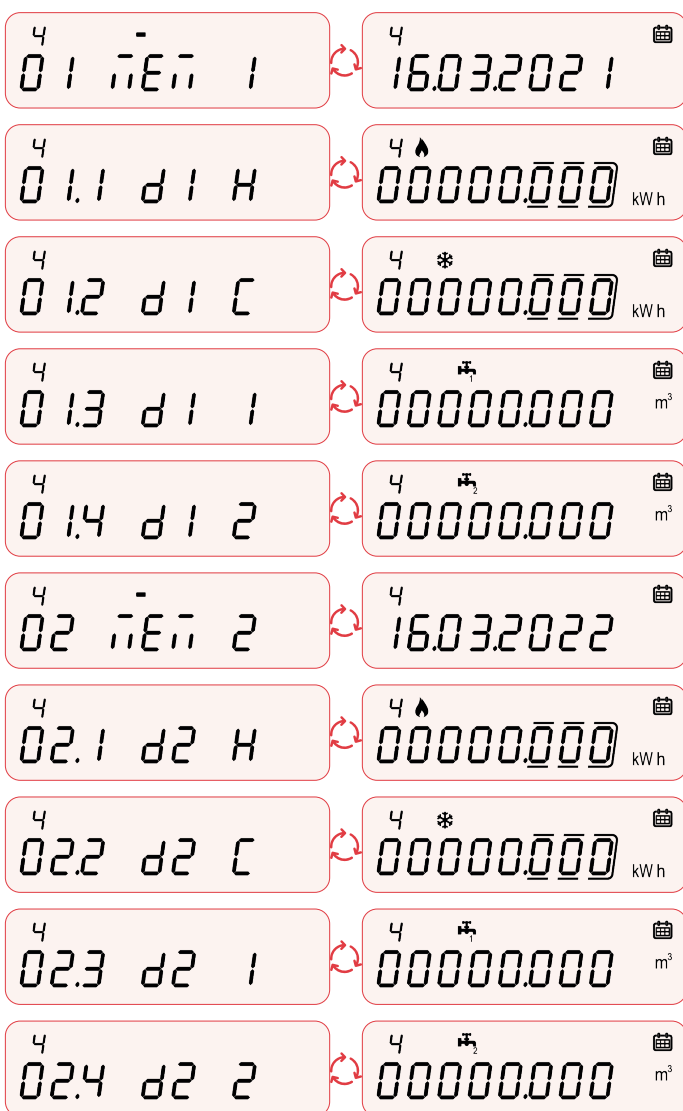 4
01 MEM 1
4
16.03.2021
4
01.1 d1 H
4
00000.000 kWh
4
01.2 d1 C
4
00000.000 kWh
4
01.3 d1 1
4 1
00000.000 m³
4
01.4 d1 2
4 2
00000.000 m³
4
02 MEM 2
4
16.03.2022
4
02.1 d2 H
4
00000.000 kWh
4
02.2 d2 C
4
00000.000 kWh
4
02.3 d2 1
4 1
00000.000 m³
4
02.4 d2 2
4 2
00000.000 m³